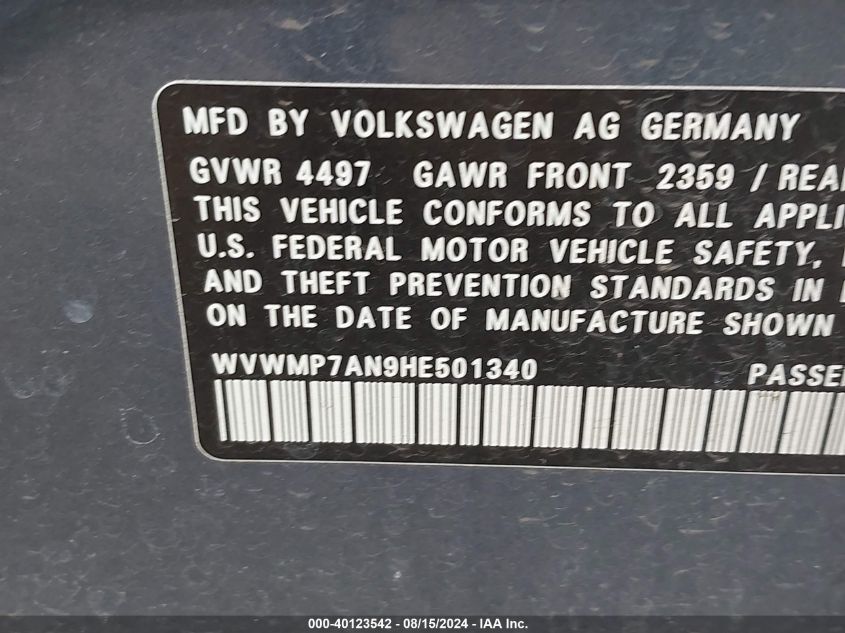 MFD BY VOLKSWAGEN AG GERMANY
GVWR 4497 GAWR FRONT 2359 / REA
THIS VEHICLE CONFORMS TO ALL APPLI
U.S. FEDERAL MOTOR VEHICLE SAFETY,
AND THEFT PREVENTION STANDARDS IN
ON THE DATE OF MANUFACTURE SHOWN
WVWMP7AN9HE501340 PASSE
000-40123542 - 08/15/2024 - IAA Inc.